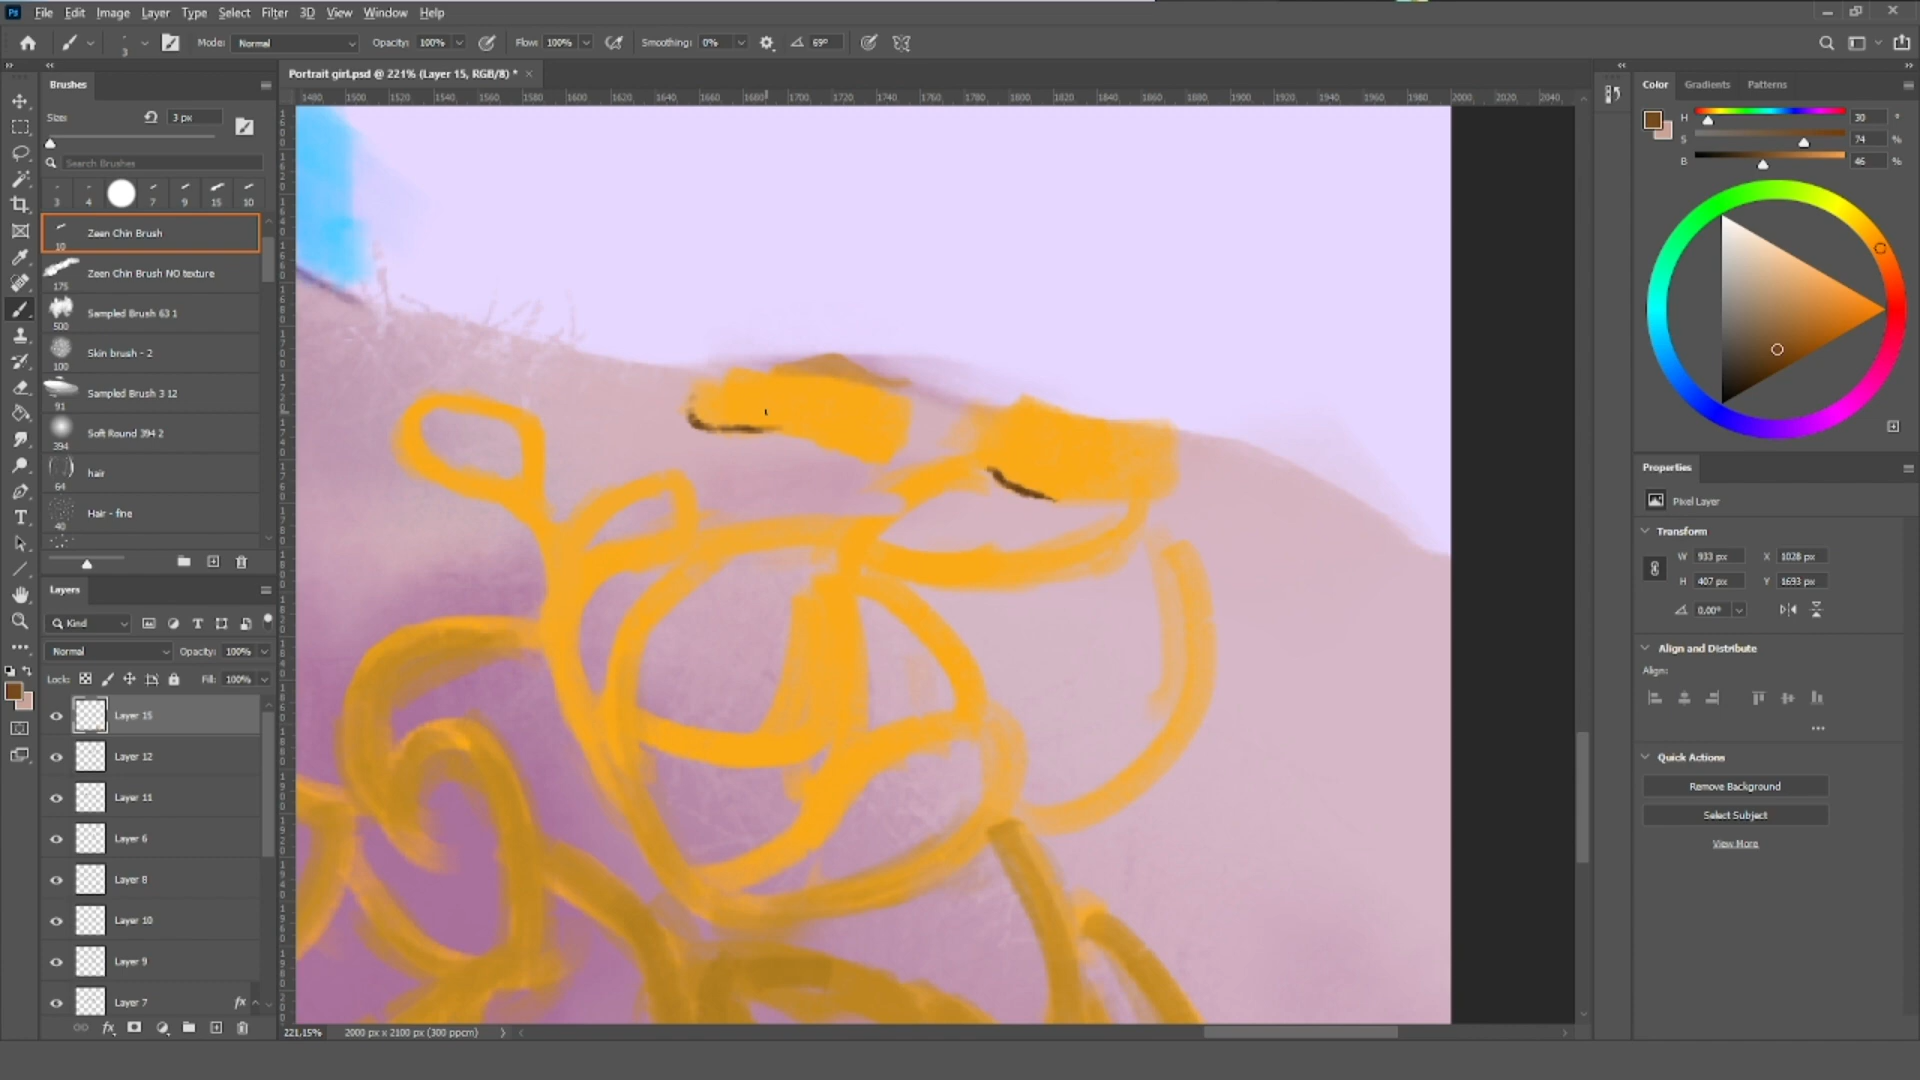 Ps File Edit Image Layer Type Select Filter 3D View Window Help
3 Mode: Normal Opacity: 100% Flow: 100% Smoothing: 0% 69°
Portrait girl.psd @ 221% (Layer 15, RGB/8) * ×
1480 1500 1520 1540 1560 1580 1600 1620 1640 1660 1680 1700 1720 1740 1760 1780 1800 1820 1840 1860 1880 1900 1920 1940 1960 1980 2000 2020 2040
Brushes
Size: 3 px
Search Brushes
3 4 7 9 15 10
Zeen Chin Brush
10
Zeen Chin Brush NO texture
175
Sampled Brush 63 1
500
Skin brush - 2
100
Sampled Brush 3 12
91
Soft Round 394 2
394
hair
64
Hair - fine
40
Layers
Kind
Normal Opacity: 100%
Lock: Fill: 100%
Layer 15
Layer 12
Layer 11
Layer 6
Layer 8
Layer 10
Layer 9
Layer 7 fx
fx
221,15% 2000 px x 2100 px (300 ppcm)
Color Gradients Patterns
H 30 °
S 74 %
B 46 %
Properties
Pixel Layer
Transform
W 933 px X 1028 px
H 407 px Y 1693 px
0,00°
Align and Distribute
Align:
Quick Actions
Remove Background
Select Subject
View More